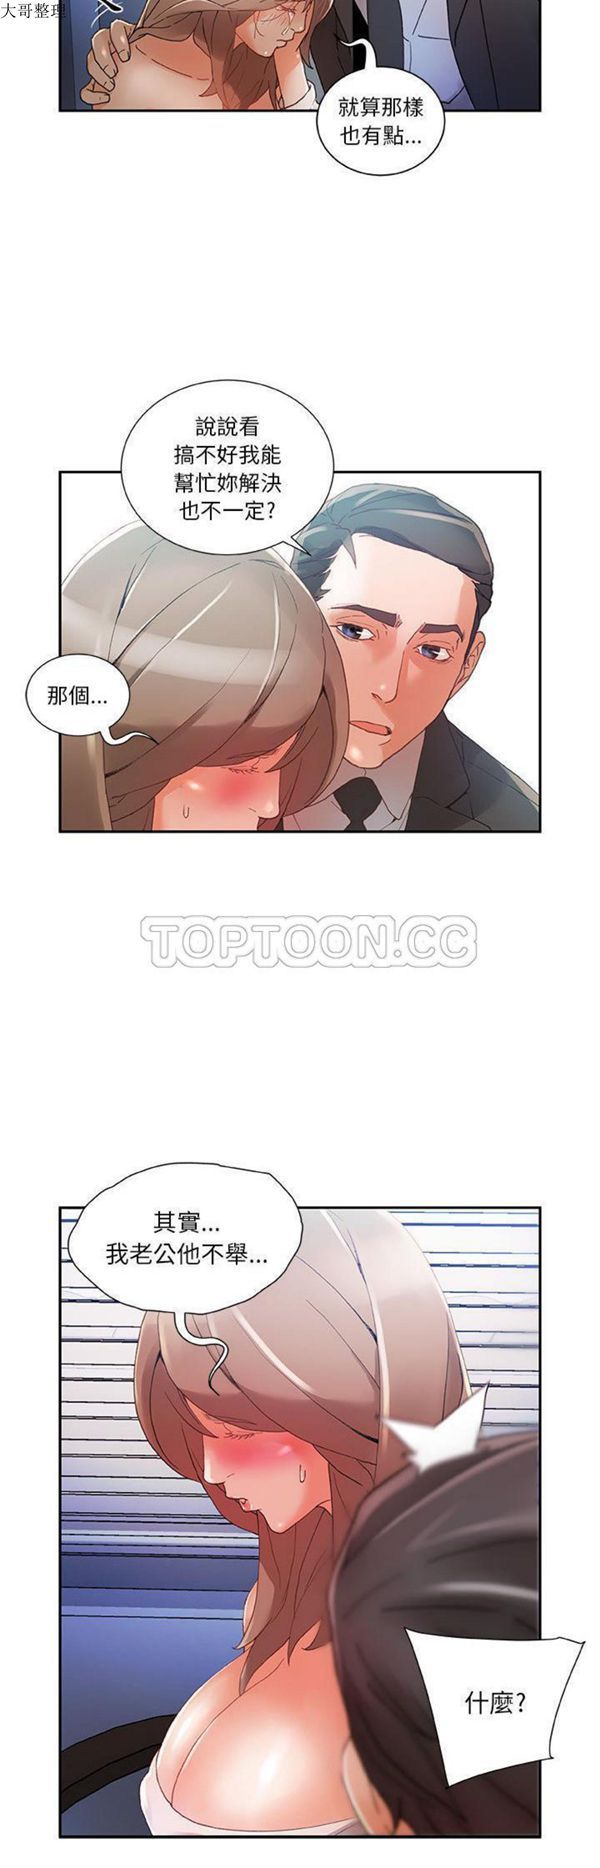 大哥整理
就算那樣
也有點...
說說看
搞不好我能
幫忙妳解決
也不一定?
那個...
TOPTOON.CC
其實...
我老公他不舉...
什麼?